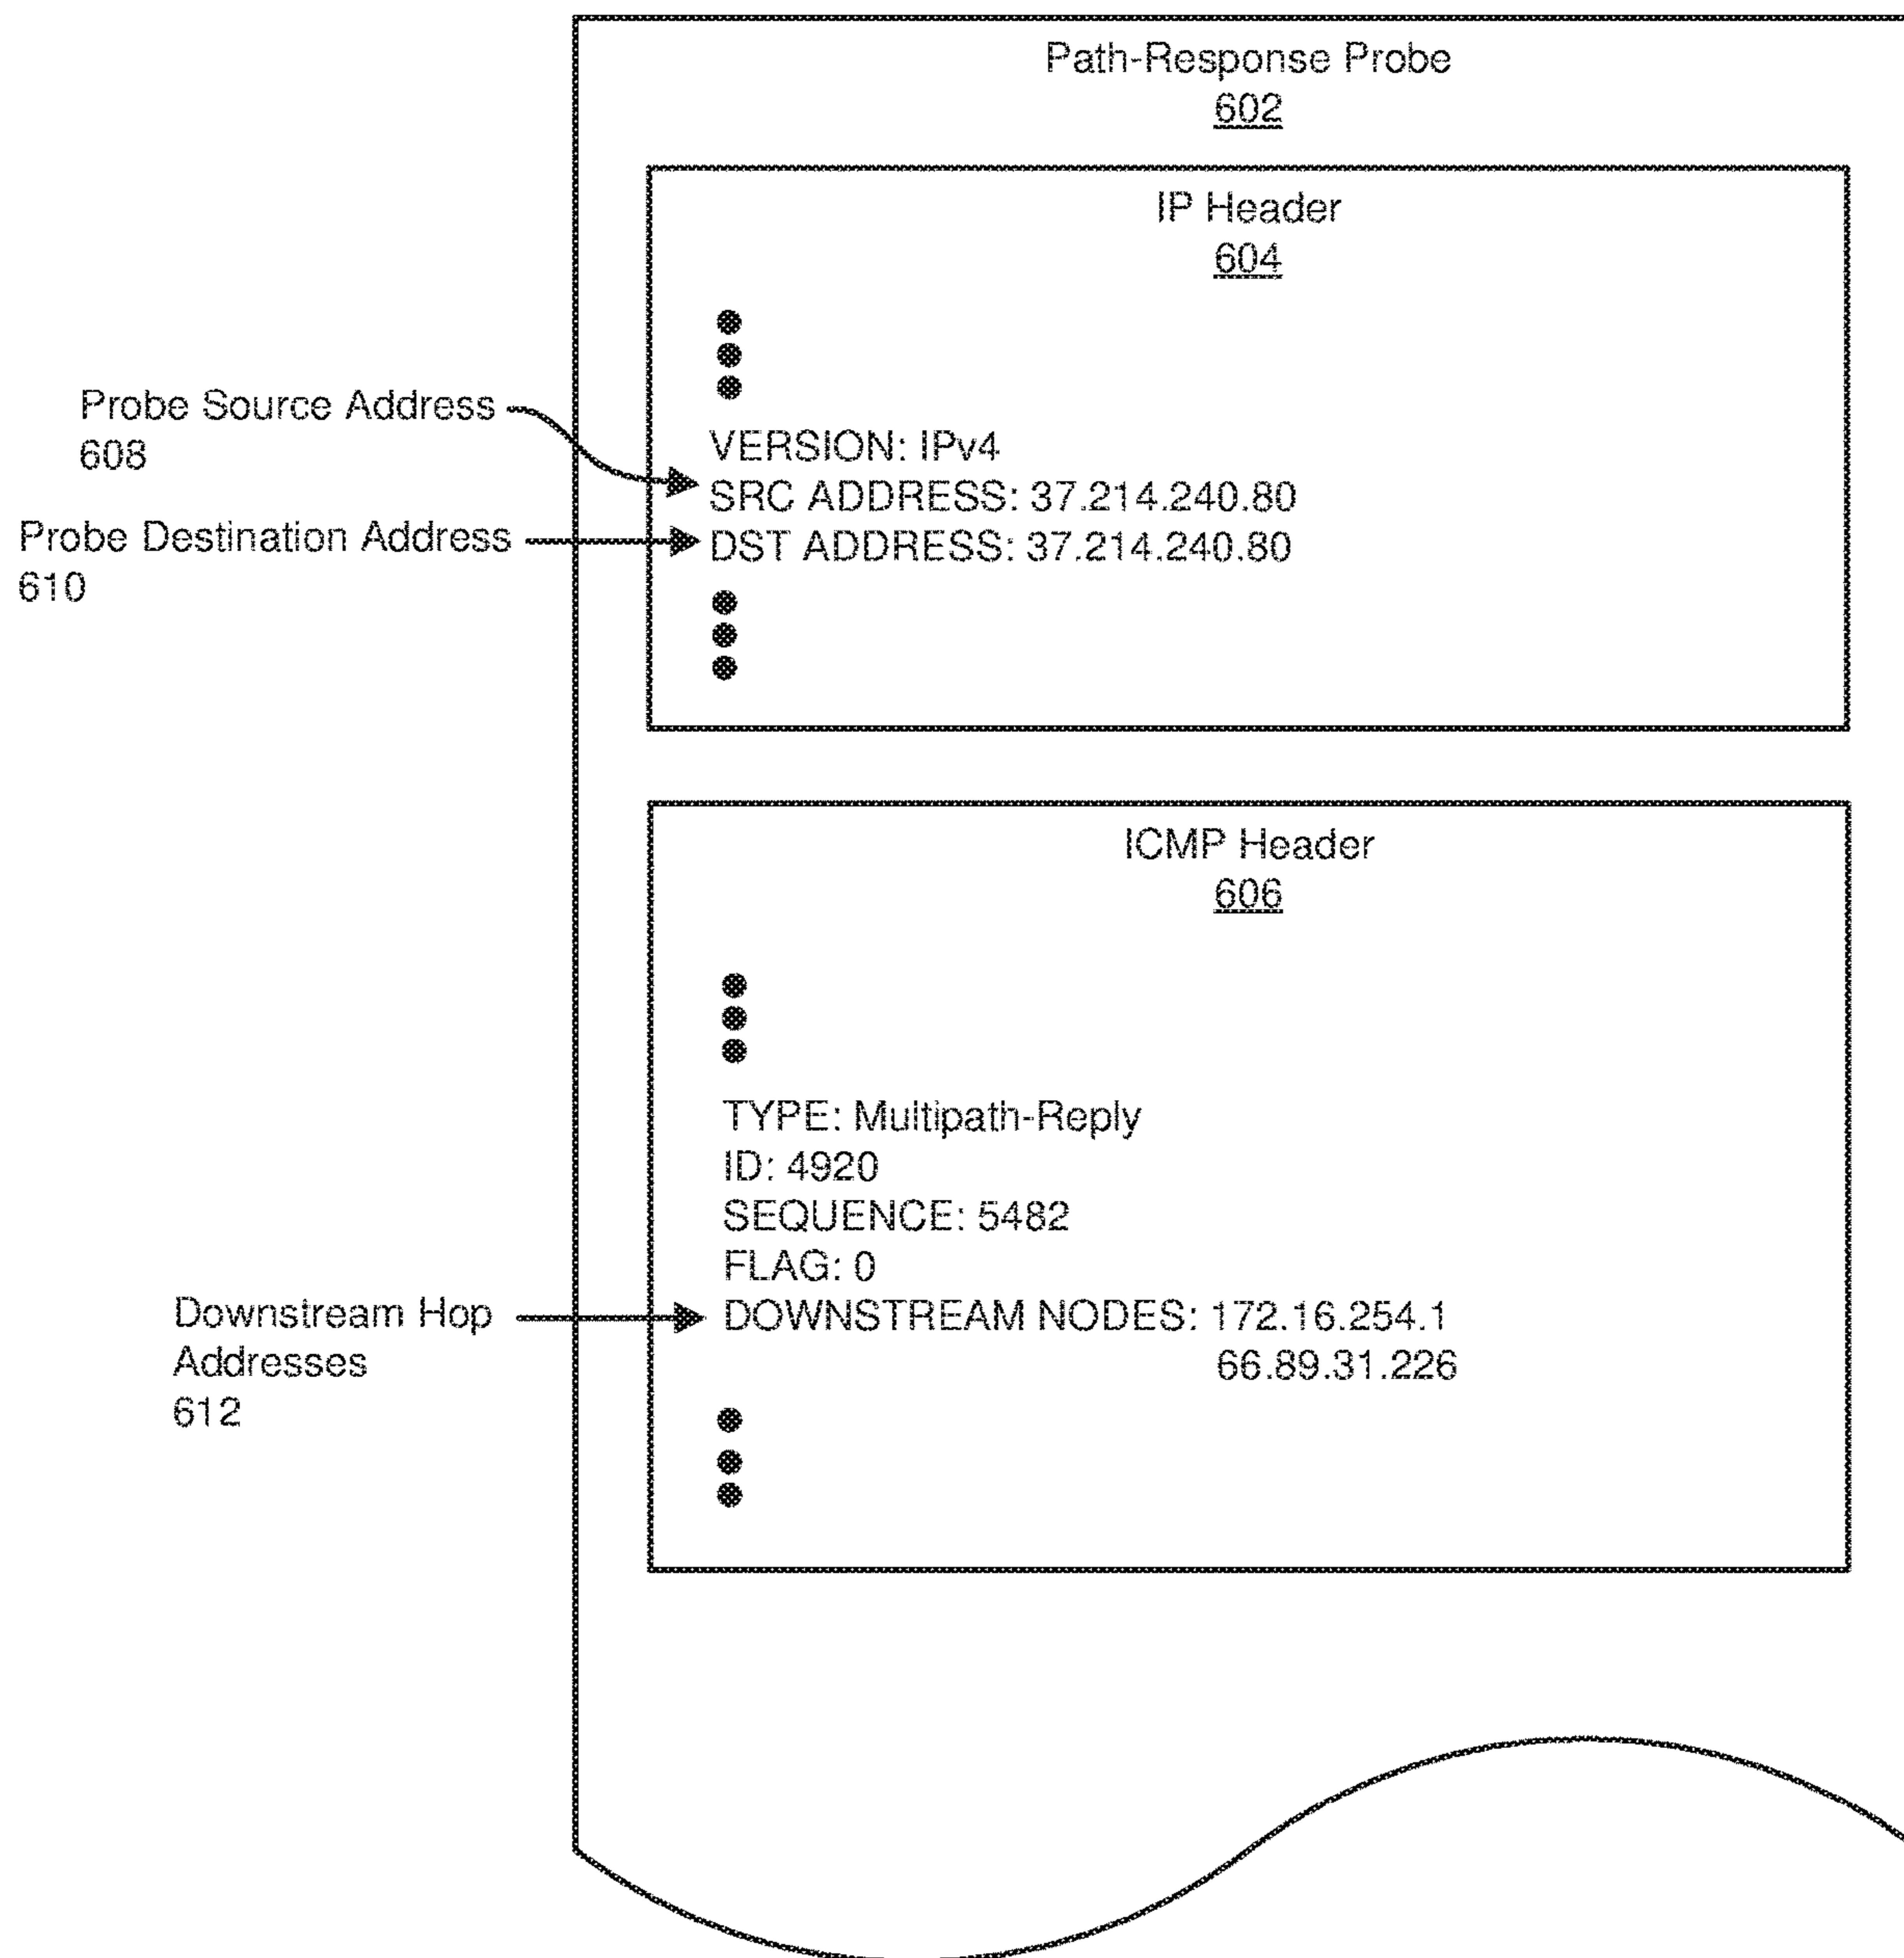 Path-Response Probe
602
IP Header
604
Probe Source Address
608
VERSION: IPv4
SRC ADDRESS: 37.214.240.80
Probe Destination Address
610
DST ADDRESS: 37.214.240.80
ICMP Header
606
TYPE: Multipath-Reply
ID: 4920
SEQUENCE: 5482
FLAG: 0
Downstream Hop
Addresses
612
DOWNSTREAM NODES: 172.16.254.1
66.89.31.226